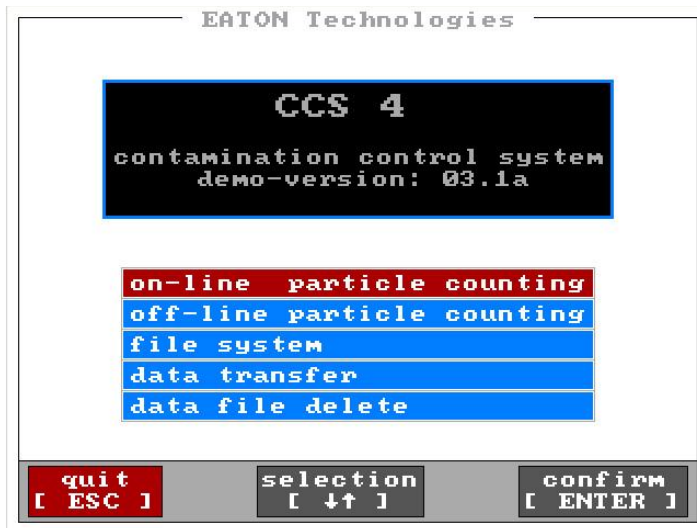 EATON Technologies
CCS 4
contamination control system
demo-version: 03.1a
on-line particle counting
off-line particle counting
file system
data transfer
data file delete
quit
[ ESC ]
selection
[ ↓↑ ]
confirm
[ ENTER ]